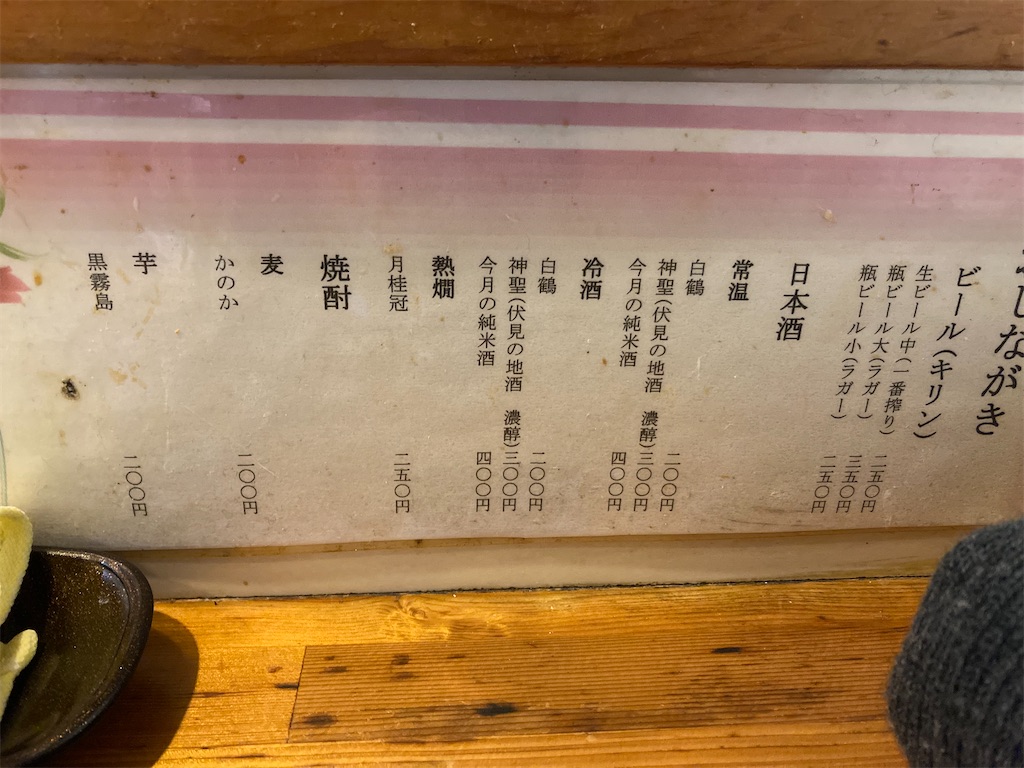 しながき
ビール(キリン)
生ビール中(一番搾り) 二五〇円
瓶ビール大(ラガー) 三五〇円
瓶ビール小(ラガー) 二五〇円
日本酒
常温
白鶴 二〇〇円
神聖(伏見の地酒 濃醇)三〇〇円
今月の純米酒 四〇〇円
冷酒
白鶴 二〇〇円
神聖(伏見の地酒 濃醇)三〇〇円
今月の純米酒 四〇〇円
熱燗
月桂冠 二五〇円
焼酎
麦
かのか 二〇〇円
芋
黒霧島 二〇〇円